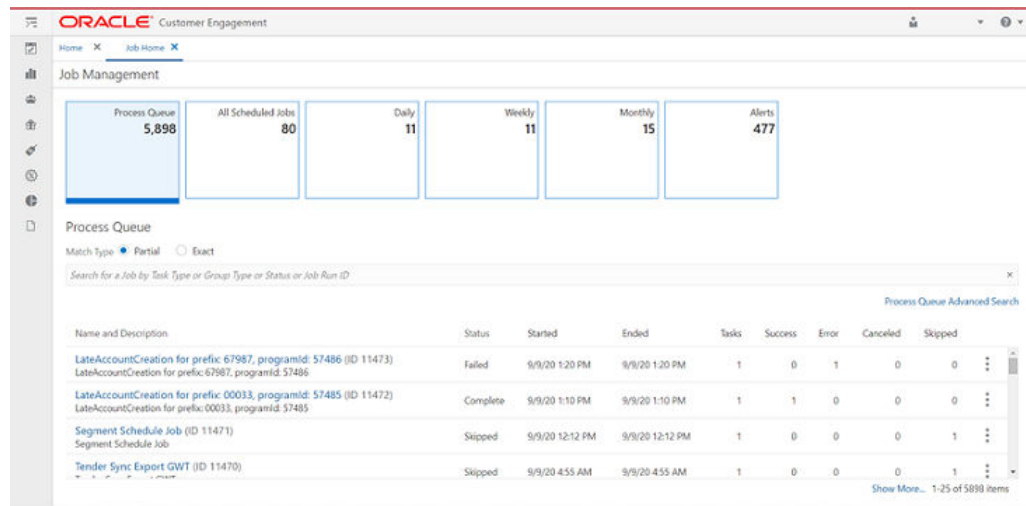 ORACLE® Customer Engagement
Home X Job Home X
Job Management
Process Queue
5,898
All Scheduled Jobs
80
Daily
11
Weekly
11
Monthly
15
Alerts
477
Process Queue
Match Type Partial Exact
Search for a Job by Task Type or Group Type or Status or Job Run ID
Process Queue Advanced Search
Name and Description Status Started Ended Tasks Success Error Canceled Skipped
LateAccountCreation for prefix: 67987, programId: 57486 (ID 11473)
LateAccountCreation for prefix: 67987, programId: 57486
Failed 9/9/20 1:20 PM 9/9/20 1:20 PM 1 0 1 0 0
LateAccountCreation for prefix: 00033, programId: 57485 (ID 11472)
LateAccountCreation for prefix: 00033, programId: 57485
Complete 9/9/20 1:10 PM 9/9/20 1:10 PM 1 1 0 0 0
Segment Schedule Job (ID 11471)
Segment Schedule Job
Skipped 9/9/20 12:12 PM 9/9/20 12:12 PM 1 0 0 0 1
Tender Sync Export GWT (ID 11470)
Skipped 9/9/20 4:55 AM 9/9/20 4:55 AM 1 0 0 0 1
Show More... 1-25 of 5898 items